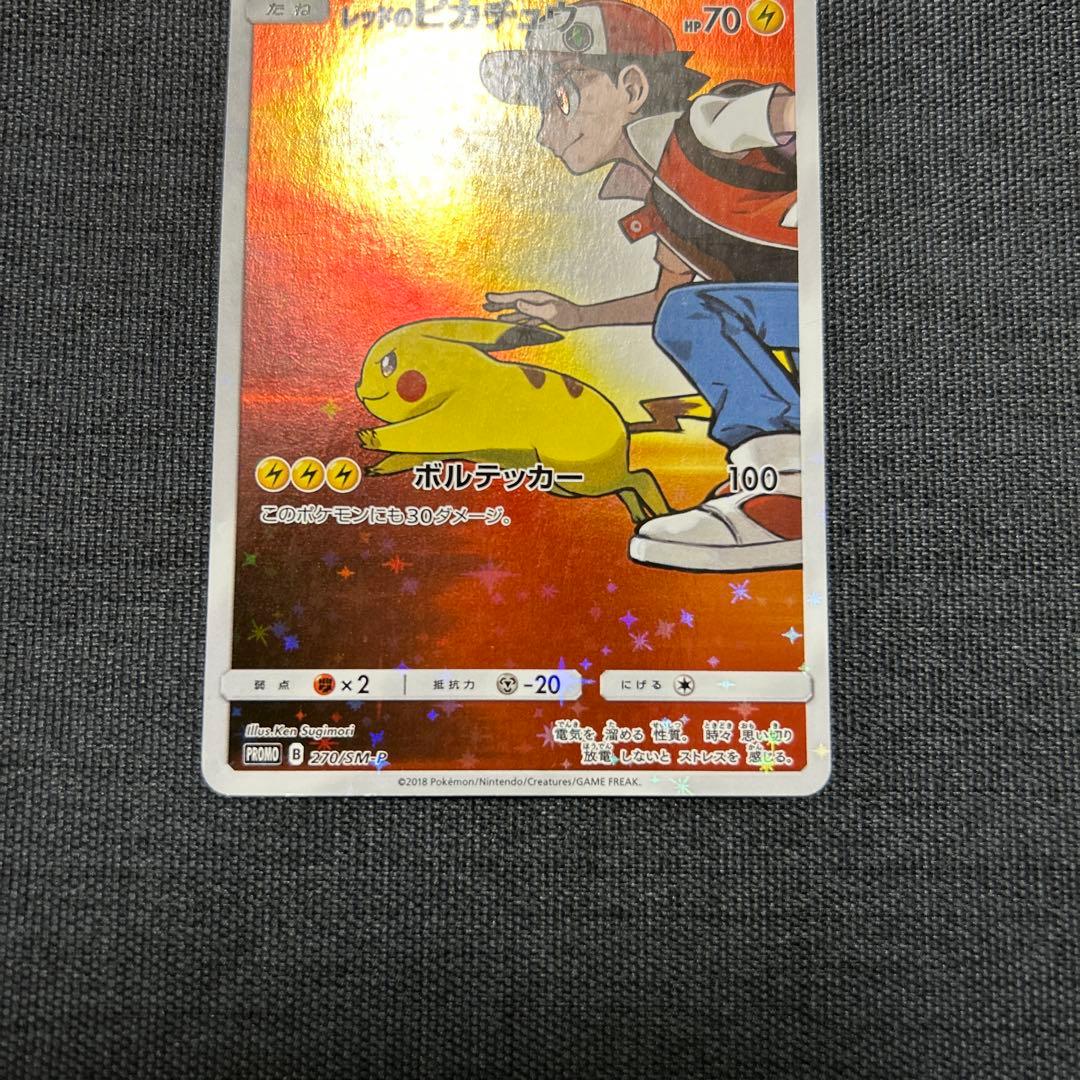 たね レッドのピカチュウ HP70
ボルテッカー 100
このポケモンにも30ダメージ。
弱点 ×2 抵抗力 -20 にげる
Illus.Ken Sugimori
電気を 溜める 性質。 時々 思い切り
放電 しないと ストレスを 感じる。
PROMO B 270/SM-P
©2018 Pokémon/Nintendo/Creatures/GAME FREAK.